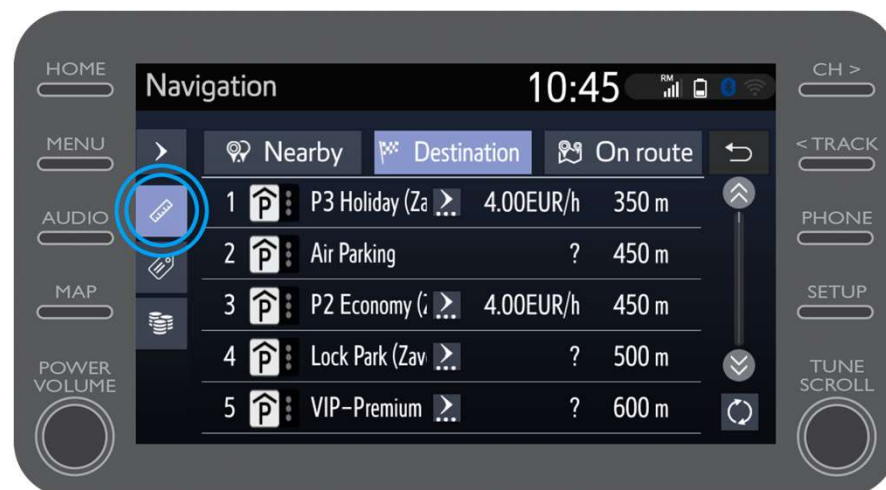 HOME
MENU
AUDIO
MAP
POWER
VOLUME
Navigation 10:45 RM
Nearby Destination On route
1 P P3 Holiday (Za 4.00EUR/h 350 m
2 P Air Parking ? 450 m
3 P P2 Economy ( 4.00EUR/h 450 m
4 P Lock Park (Zav ? 500 m
5 P VIP-Premium ? 600 m
CH >
< TRACK
PHONE
SETUP
TUNE
SCROLL